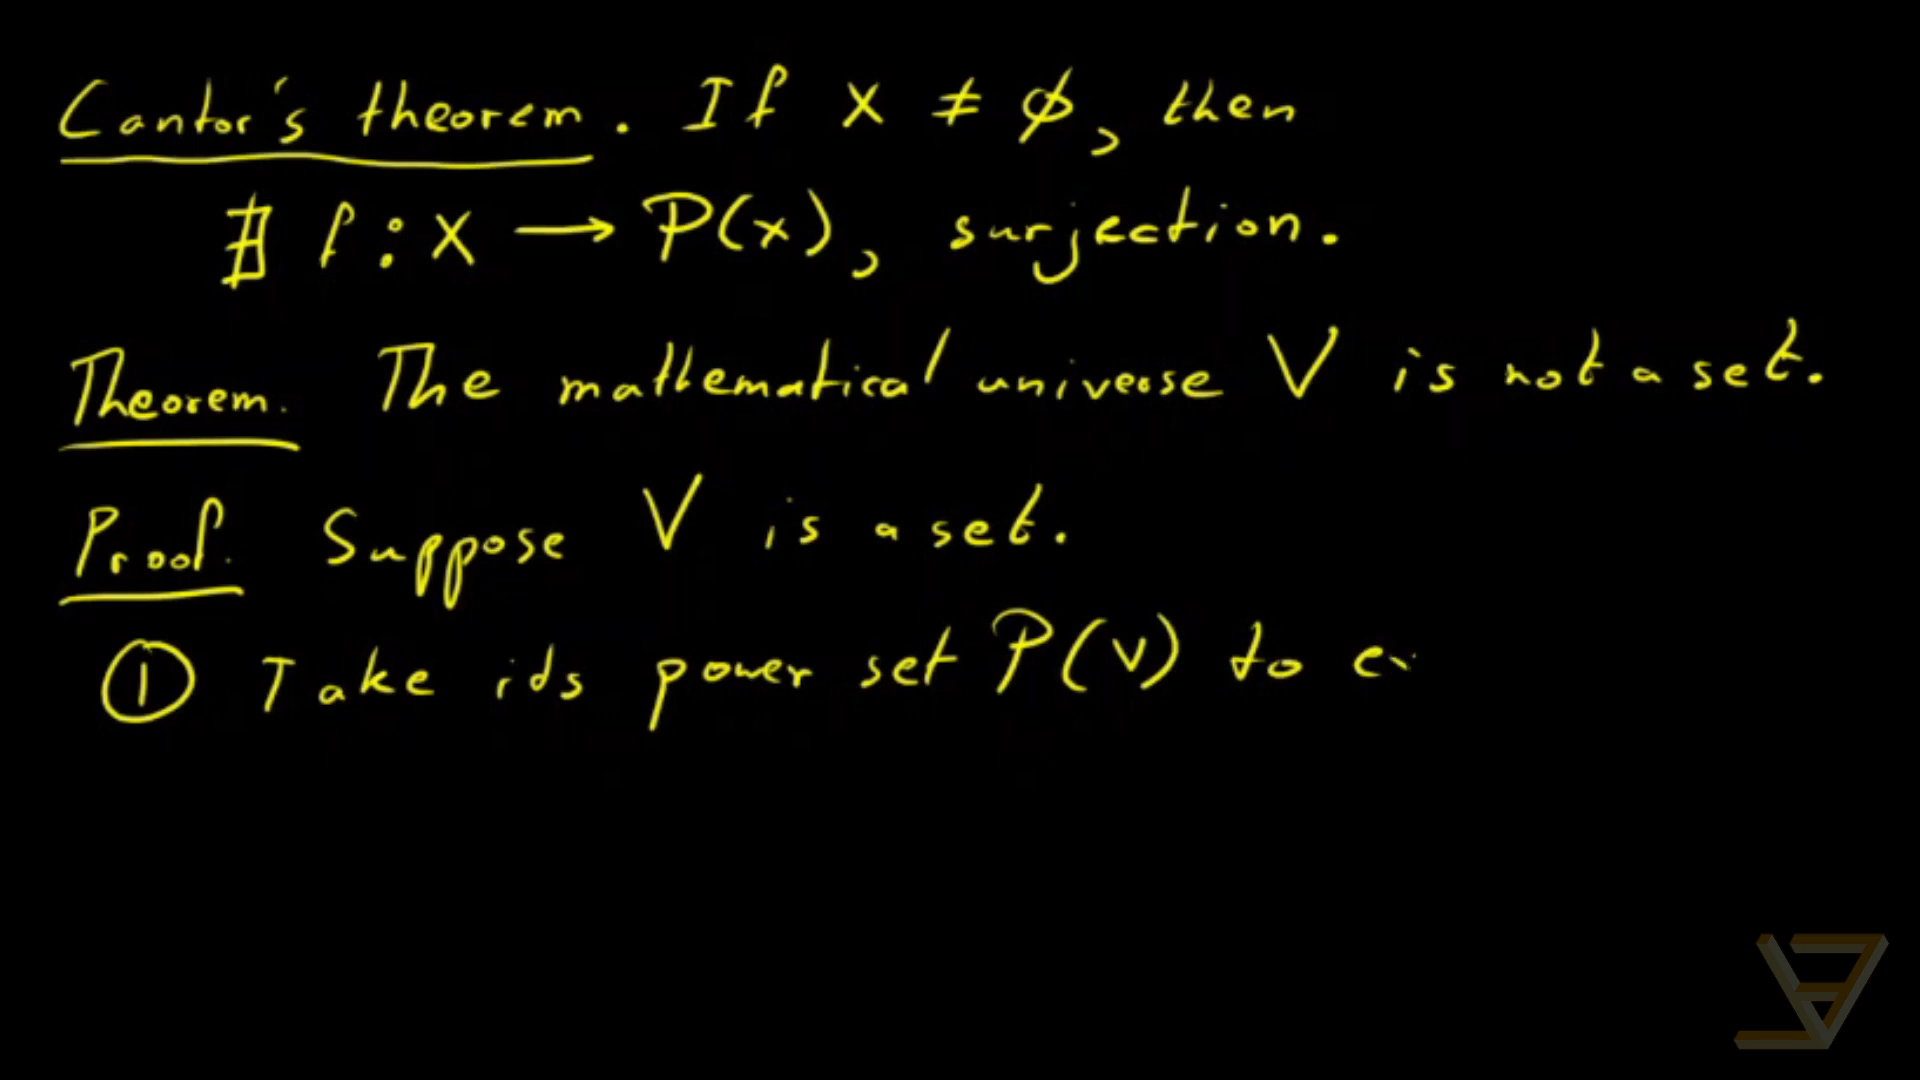 Cantor's theorem. If X ≠ ∅, then
∄ f : X → P(X), surjection.
Theorem. The mathematical universe V is not a set.
Proof. Suppose V is a set.
① Take its power set P(V) to